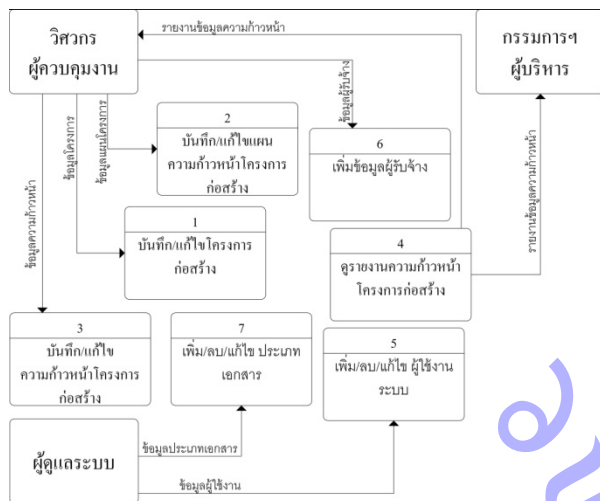 วิศวกร
ผู้ควบคุมงาน
รายงานข้อมูลความก้าวหน้า
กรรมการฯ
ผู้บริหาร
ข้อมูลผู้รับจ้าง
ข้อมูลแผนโครงการ
ข้อมูลโครงการ
ข้อมูลความก้าวหน้า
รายงานข้อมูลความก้าวหน้า
2
บันทึก/แก้ไขแผน
ความก้าวหน้าโครงการ
ก่อสร้าง
6
เพิ่มข้อมูลผู้รับจ้าง
1
บันทึก/แก้ไขโครงการ
ก่อสร้าง
4
ดูรายงานความก้าวหน้า
โครงการก่อสร้าง
3
บันทึก/แก้ไข
ความก้าวหน้าโครงการ
ก่อสร้าง
7
เพิ่ม/ลบ/แก้ไข ประเภท
เอกสาร
5
เพิ่ม/ลบ/แก้ไข ผู้ใช้งาน
ระบบ
ผู้ดูแลระบบ
ข้อมูลประเภทเอกสาร
ข้อมูลผู้ใช้งาน